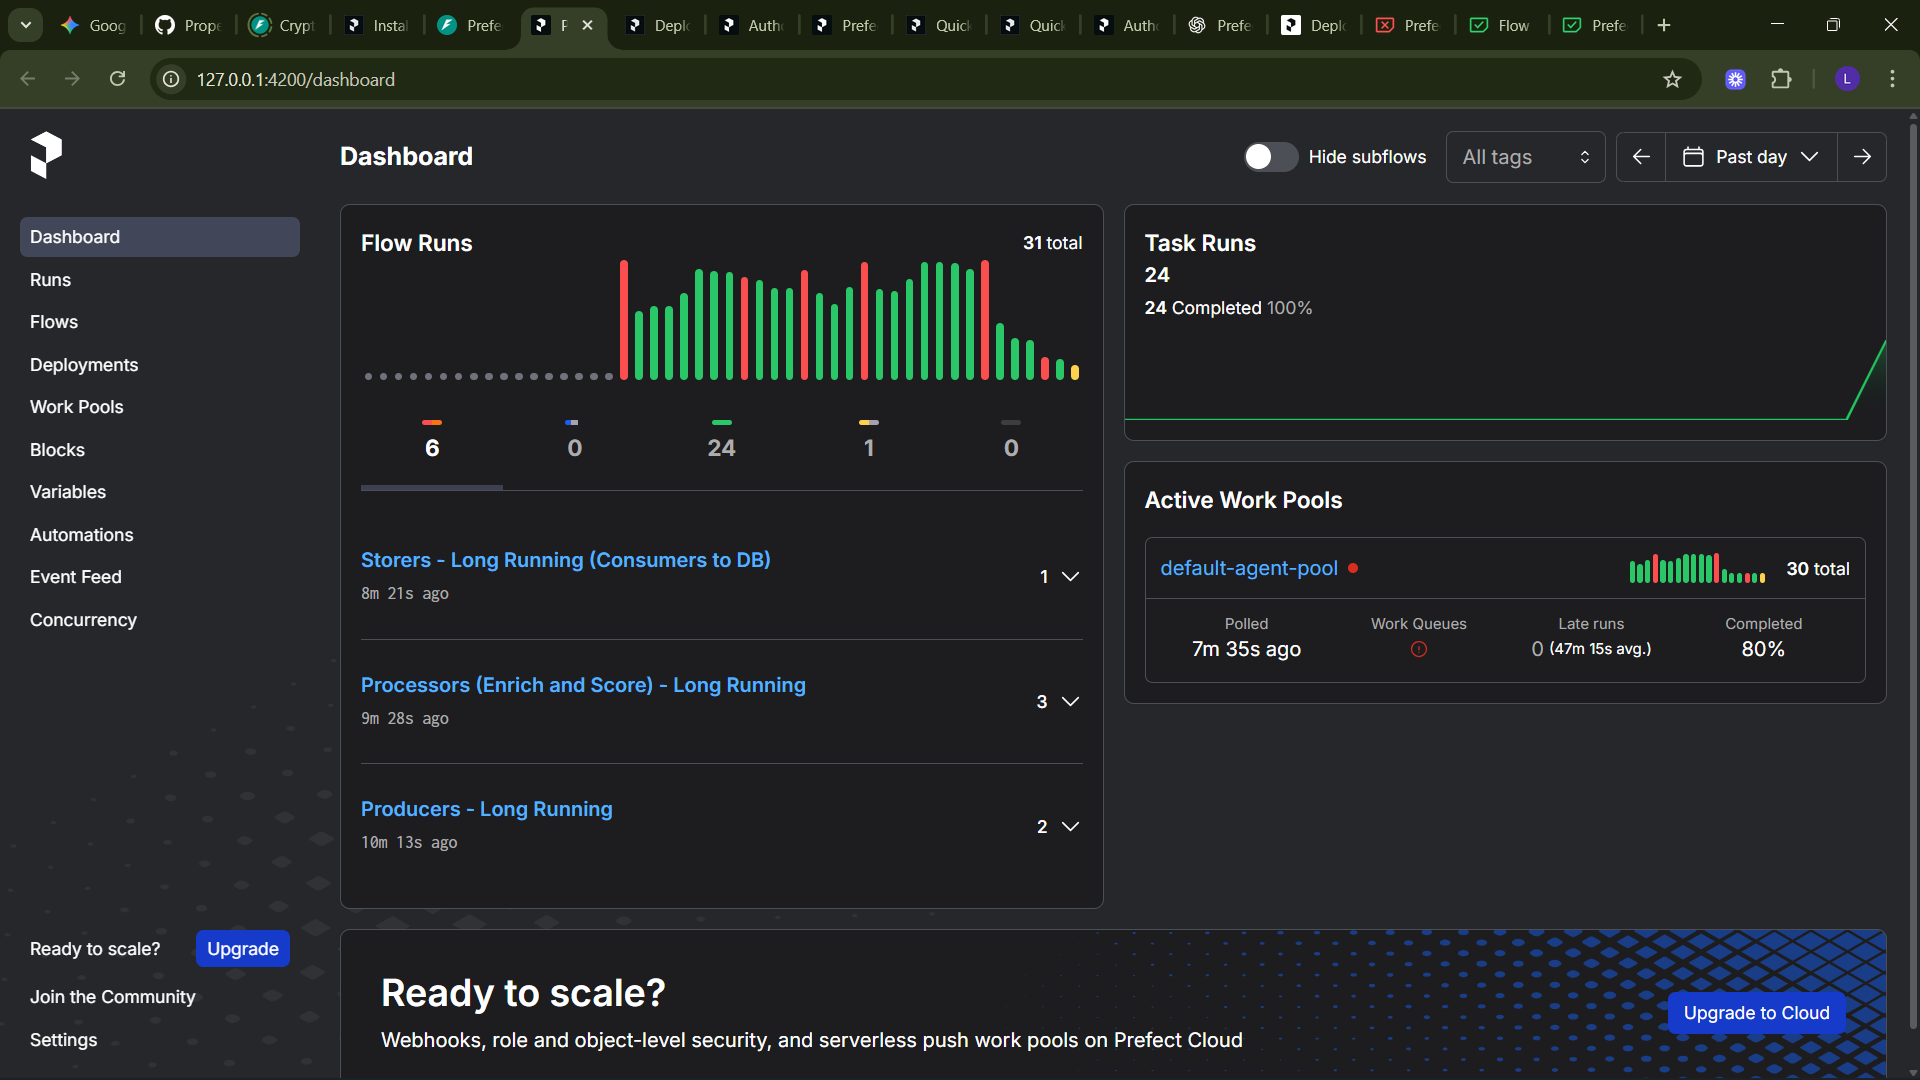 Goog
Prope
Crypt
Instal
Prefe
Deplo
Auth
Prefe
Quick
Quick
Auth
Prefe
Deplo
Prefe
Flow
Prefe
127.0.0.1:4200/dashboard
L
Dashboard
Hide subflows
All tags
Past day
Dashboard
Runs
Flows
Deployments
Work Pools
Blocks
Variables
Automations
Event Feed
Concurrency
Ready to scale?
Upgrade
Join the Community
Settings
Flow Runs
31 total
6
0
24
1
0
Storers - Long Running (Consumers to DB)
8m 21s ago
1
Processors (Enrich and Score) - Long Running
9m 28s ago
3
Producers - Long Running
10m 13s ago
2
Task Runs
24
24 Completed 100%
Active Work Pools
default-agent-pool
30 total
Polled
Work Queues
Late runs
Completed
7m 35s ago
0 (47m 15s avg.)
80%
Ready to scale?
Webhooks, role and object-level security, and serverless push work pools on Prefect Cloud
Upgrade to Cloud